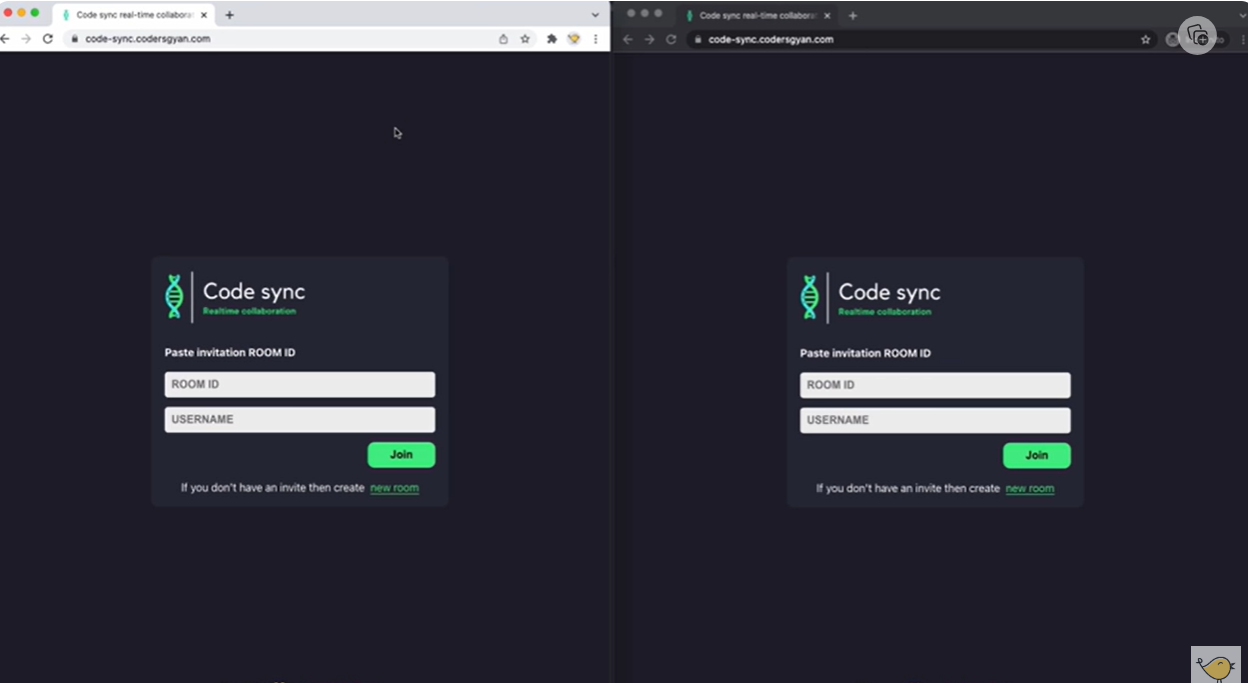 Code sync real-time collabora
code-sync.codersgyan.com
Code sync
Realtime collaboration
Paste invitation ROOM ID
ROOM ID
USERNAME
Join
If you don't have an invite then create new room
Code sync real-time collabora
code-sync.codersgyan.com
Code sync
Realtime collaboration
Paste invitation ROOM ID
ROOM ID
USERNAME
Join
If you don't have an invite then create new room